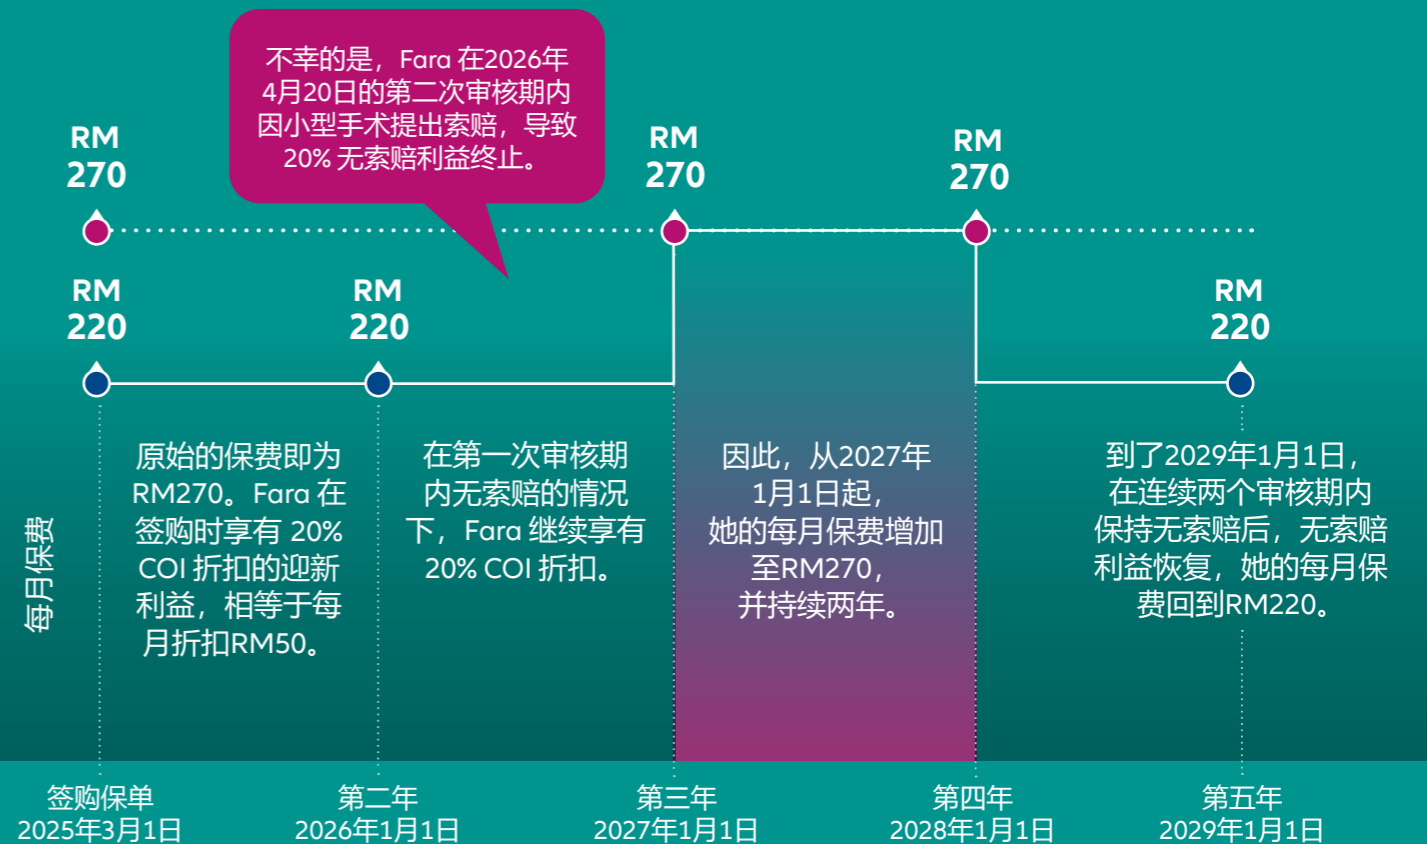 不幸的是，Fara 在2026年
4月20日的第二次审核期内
因小型手术提出索赔，导致
20% 无索赔利益终止。
RM
270
RM
270
RM
270
RM
220
RM
220
RM
220
每月保费
原始的保费即为
RM270。Fara 在
签购时享有 20%
COI 折扣的迎新
利益，相等于每
月折扣RM50。
在第一次审核期
内无索赔的情况
下，Fara 继续享有
20% COI 折扣。
因此，从2027年
1月1日起，
她的每月保费增加
至RM270，
并持续两年。
到了2029年1月1日，
在连续两个审核期内
保持无索赔后，无索赔
利益恢复，她的每月保
费回到RM220。
签购保单
2025年3月1日
第二年
2026年1月1日
第三年
2027年1月1日
第四年
2028年1月1日
第五年
2029年1月1日